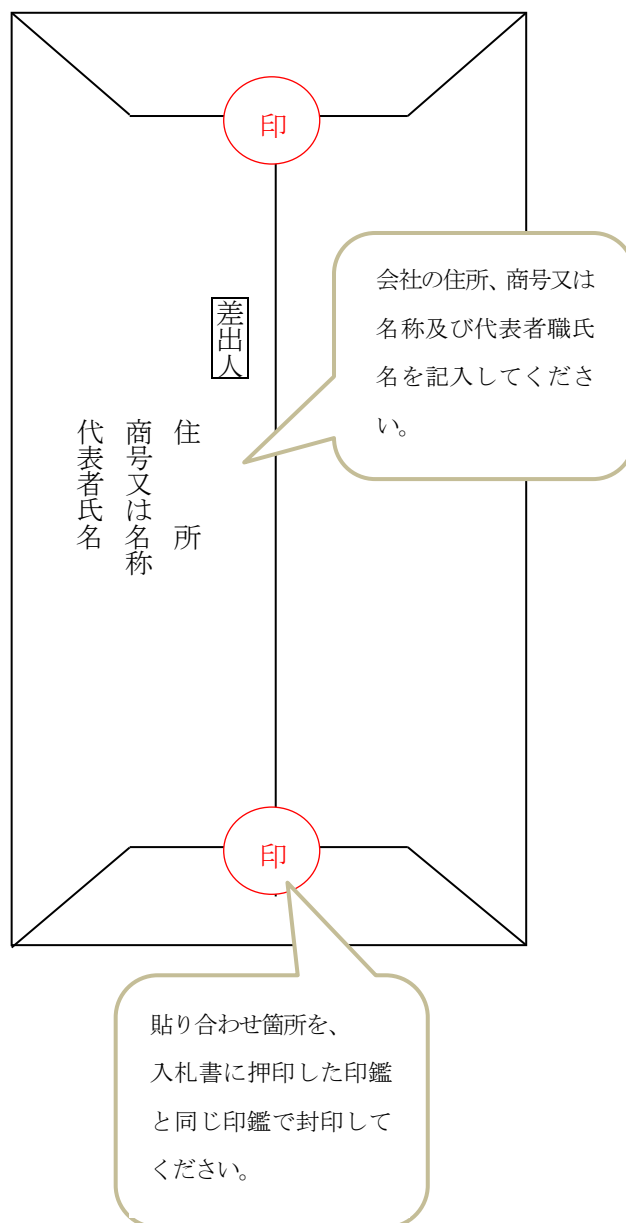 印
会社の住所、商号又は
名称及び代表者職氏
名を記入してくださ
い。
差出人
住所
商号又は名称
代表者氏名
印
貼り合わせ箇所を、
入札書に押印した印鑑
と同じ印鑑で封印して
ください。